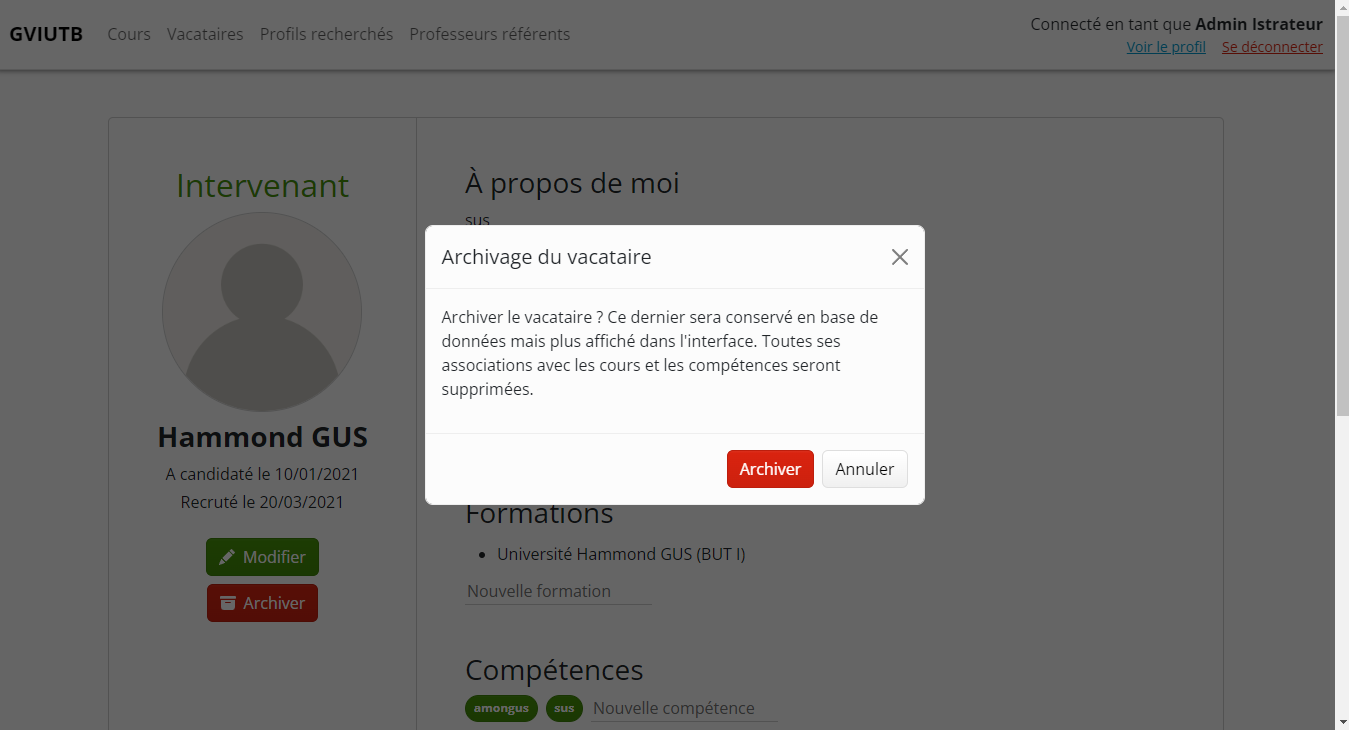 GVIUTB Cours Vacataires Profils recherchés Professeurs référents
Connecté en tant que Admin Istrateur
Voir le profil Se déconnecter
Intervenant
Hammond GUS
A candidaté le 10/01/2021
Recruté le 20/03/2021
Modifier
Archiver
À propos de moi
sus
Archivage du vacataire
Archiver le vacataire ? Ce dernier sera conservé en base de
données mais plus affiché dans l'interface. Toutes ses
associations avec les cours et les compétences seront
supprimées.
Archiver Annuler
Formations
Université Hammond GUS (BUT I)
Nouvelle formation
Compétences
amongus sus Nouvelle compétence